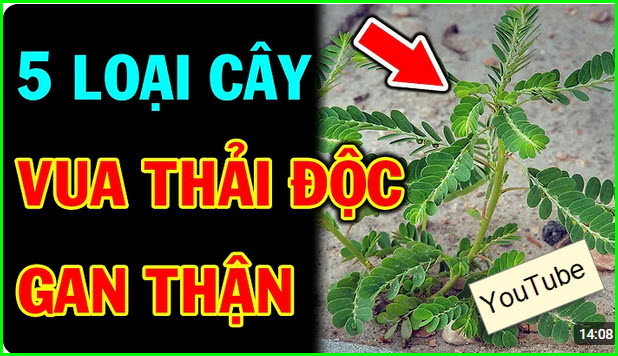 5 LOẠI CÂY
VUA THẢI ĐỘC
GAN THẬN
YouTube
14:08